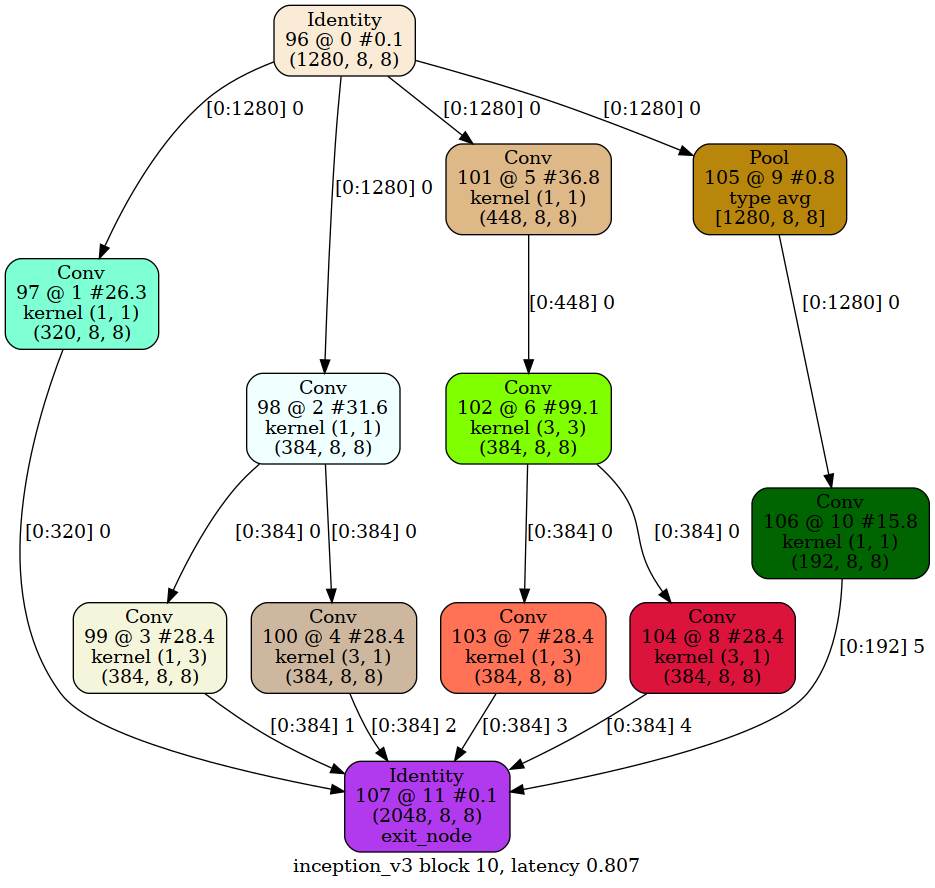 Identity
96 @ 0 #0.1
(1280, 8, 8)
[0:1280] 0
[0:1280] 0
[0:1280] 0
[0:1280] 0
Conv
101 @ 5 #36.8
kernel (1, 1)
(448, 8, 8)
Pool
105 @ 9 #0.8
type avg
[1280, 8, 8]
Conv
97 @ 1 #26.3
kernel (1, 1)
(320, 8, 8)
[0:448] 0
[0:1280] 0
Conv
98 @ 2 #31.6
kernel (1, 1)
(384, 8, 8)
Conv
102 @ 6 #99.1
kernel (3, 3)
(384, 8, 8)
[0:320] 0
[0:384] 0
[0:384] 0
[0:384] 0
[0:384] 0
Conv
106 @ 10 #15.8
kernel (1, 1)
(192, 8, 8)
Conv
99 @ 3 #28.4
kernel (1, 3)
(384, 8, 8)
Conv
100 @ 4 #28.4
kernel (3, 1)
(384, 8, 8)
Conv
103 @ 7 #28.4
kernel (1, 3)
(384, 8, 8)
Conv
104 @ 8 #28.4
kernel (3, 1)
(384, 8, 8)
[0:192] 5
[0:384] 1
[0:384] 2
[0:384] 3
[0:384] 4
Identity
107 @ 11 #0.1
(2048, 8, 8)
exit_node
inception_v3 block 10, latency 0.807